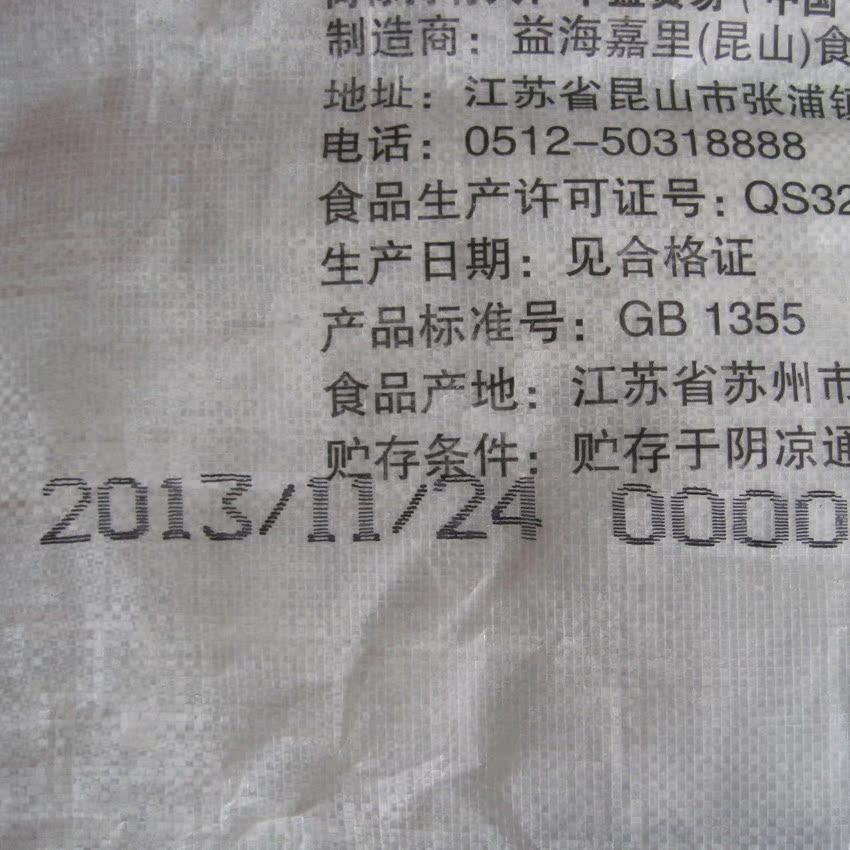 制造商：益海嘉里(昆山)食
地址：江苏省昆山市张浦镇
电话：0512-50318888
食品生产许可证号：QS32
生产日期：见合格证
产品标准号：GB 1355
食品产地：江苏省苏州市
贮存条件：贮存于阴凉通
2013/11/24 0000